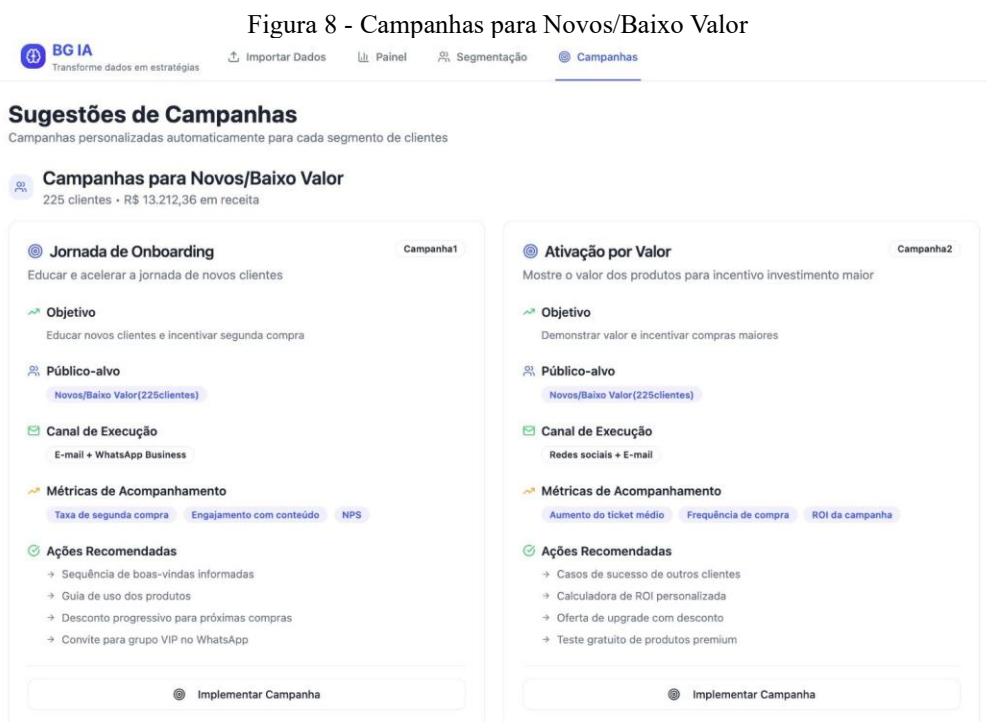 Figura 8 - Campanhas para Novos/Baixo Valor
BG IA
Transforme dados em estratégias
Importar Dados
Painel
Segmentação
Campanhas
Sugestões de Campanhas
Campanhas personalizadas automaticamente para cada segmento de clientes
Campanhas para Novos/Baixo Valor
225 clientes • R$ 13.212,36 em receita
Jornada de Onboarding
Campanha1
Educar e acelerar a jornada de novos clientes
Objetivo
Educar novos clientes e incentivar segunda compra
Público-alvo
Novos/Baixo Valor(225clientes)
Canal de Execução
E-mail + WhatsApp Business
Métricas de Acompanhamento
Taxa de segunda compra
Engajamento com conteúdo
NPS
Ações Recomendadas
→ Sequência de boas-vindas informadas
→ Guia de uso dos produtos
→ Desconto progressivo para próximas compras
→ Convite para grupo VIP no WhatsApp
Implementar Campanha
Ativação por Valor
Campanha2
Mostre o valor dos produtos para incentivo investimento maior
Objetivo
Demonstrar valor e incentivar compras maiores
Público-alvo
Novos/Baixo Valor(225clientes)
Canal de Execução
Redes sociais + E-mail
Métricas de Acompanhamento
Aumento do ticket médio
Frequência de compra
ROI da campanha
Ações Recomendadas
→ Casos de sucesso de outros clientes
→ Calculadora de ROI personalizada
→ Oferta de upgrade com desconto
→ Teste gratuito de produtos premium
Implementar Campanha